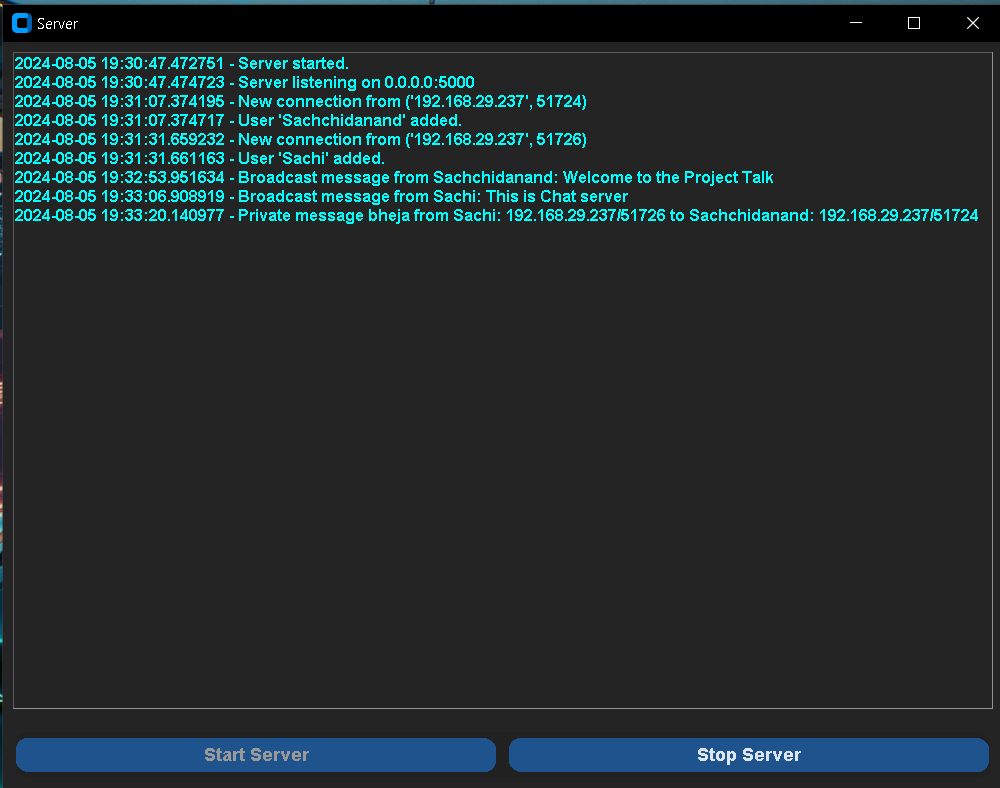 Server
2024-08-05 19:30:47.472751 - Server started.
2024-08-05 19:30:47.474723 - Server listening on 0.0.0.0:5000
2024-08-05 19:31:07.374195 - New connection from ('192.168.29.237', 51724)
2024-08-05 19:31:07.374717 - User 'Sachchidanand' added.
2024-08-05 19:31:31.659232 - New connection from ('192.168.29.237', 51726)
2024-08-05 19:31:31.661163 - User 'Sachi' added.
2024-08-05 19:32:53.951634 - Broadcast message from Sachchidanand: Welcome to the Project Talk
2024-08-05 19:33:06.908919 - Broadcast message from Sachi: This is Chat server
2024-08-05 19:33:20.140977 - Private message bheja from Sachi: 192.168.29.237/51726 to Sachchidanand: 192.168.29.237/51724
Start Server
Stop Server